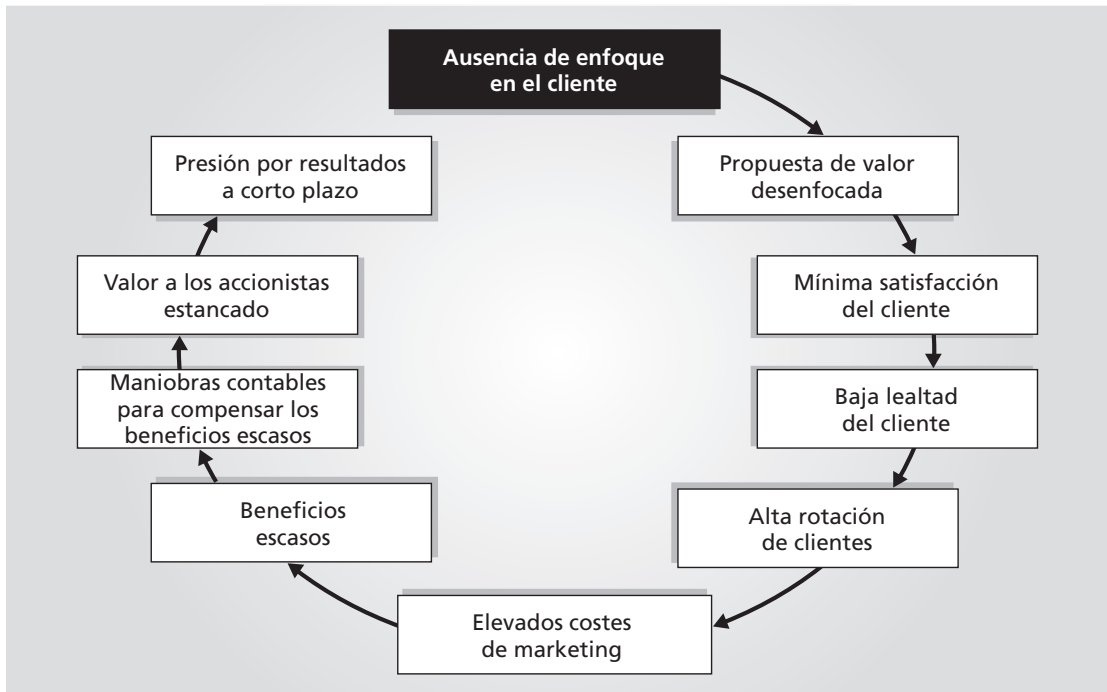 Ausencia de enfoque
en el cliente
Propuesta de valor
desenfocada
Mínima satisfacción
del cliente
Baja lealtad
del cliente
Alta rotación
de clientes
Elevados costes
de marketing
Beneficios
escasos
Maniobras contables
para compensar los
beneficios escasos
Valor a los accionistas
estancado
Presión por resultados
a corto plazo